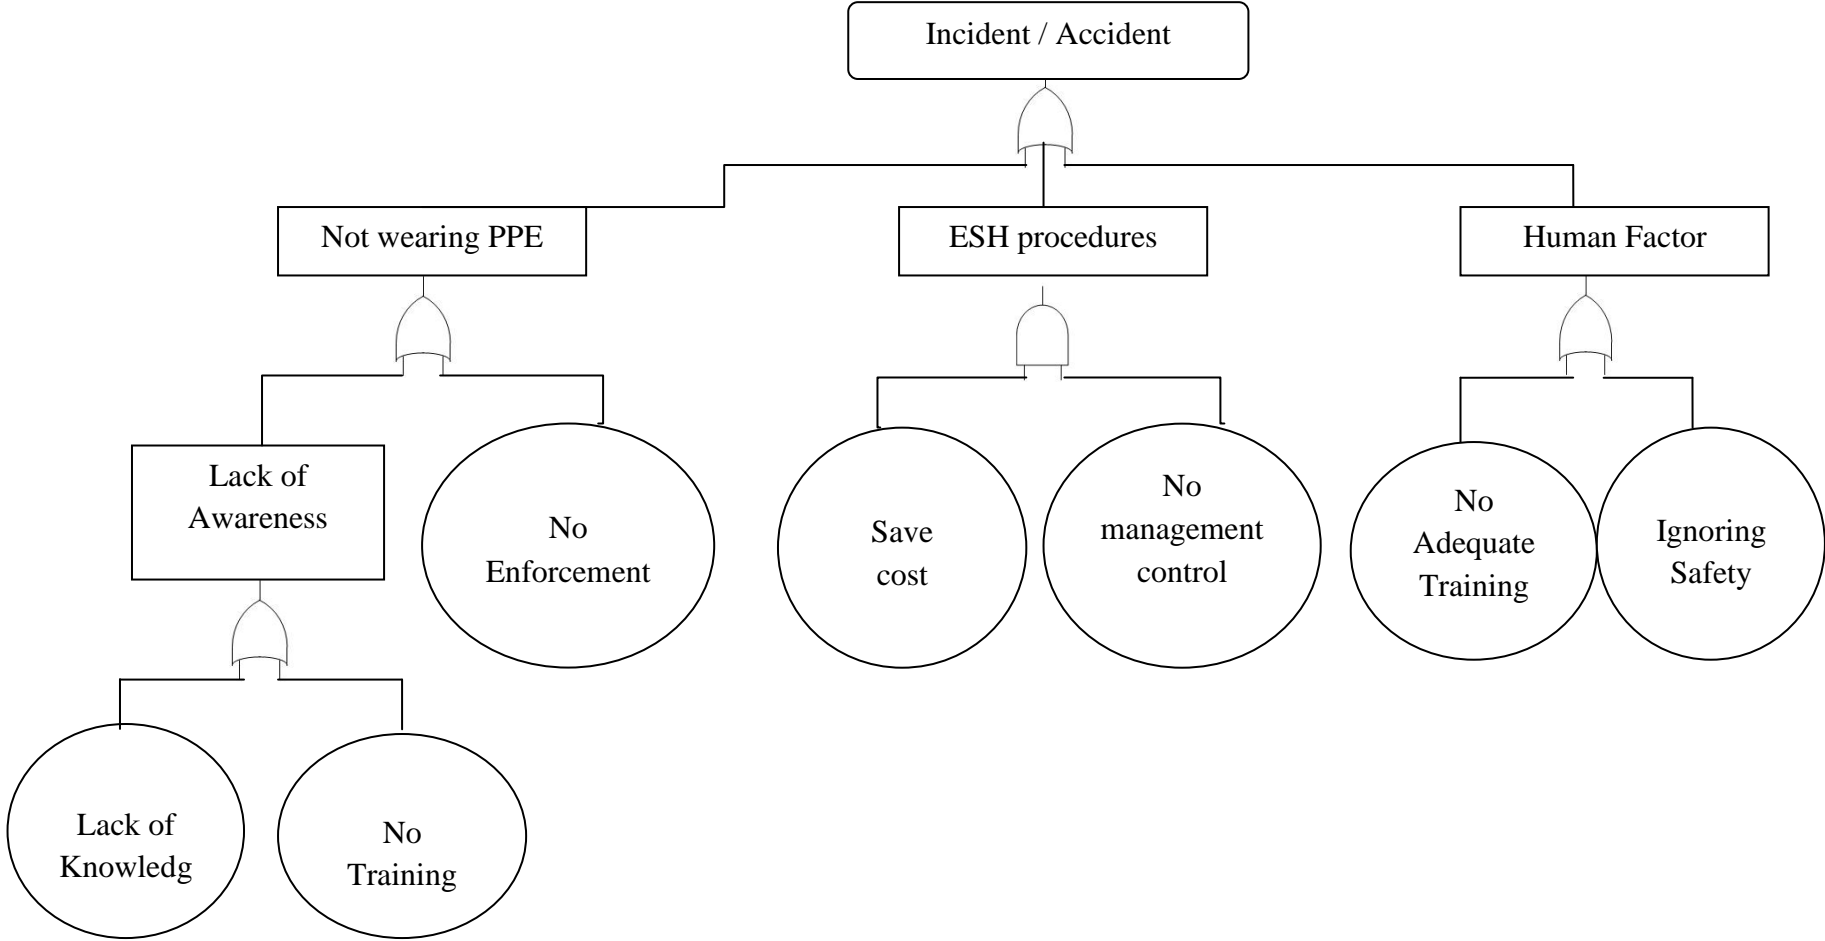 Incident / Accident
Not wearing PPE
ESH procedures
Human Factor
Lack of
Awareness
No
Enforcement
Save
cost
No
management
control
No
Adequate
Training
Ignoring
Safety
Lack of
Knowledg
No
Training